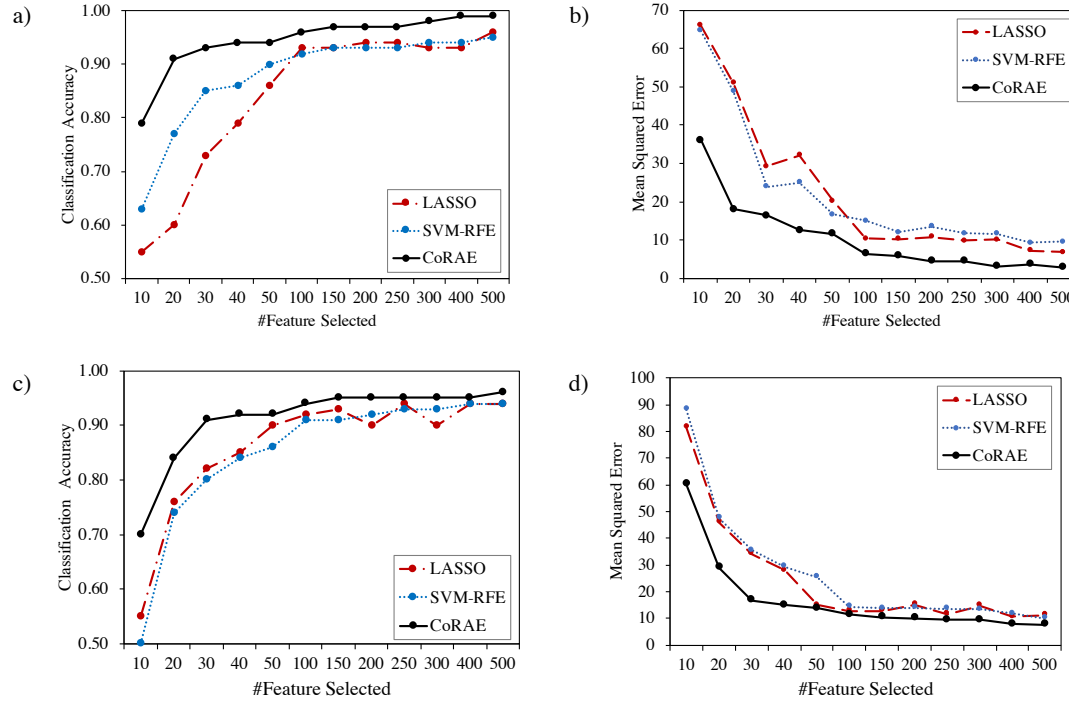 a)
1.00
0.90
0.80
0.70
0.60
0.50
Classification Accuracy
10 20 30 40 50 100 150 200 250 300 400 500
#Feature Selected
LASSO
SVM-RFE
CoRAE
b)
70
60
50
40
30
20
10
0
Mean Squared Error
10 20 30 40 50 100 150 200 250 300 400 500
#Feature Selected
LASSO
SVM-RFE
CoRAE
c)
1.00
0.90
0.80
0.70
0.60
0.50
Classification Accuracy
10 20 30 40 50 100 150 200 250 300 400 500
#Feature Selected
LASSO
SVM-RFE
CoRAE
d)
100
90
80
70
60
50
40
30
20
10
0
Mean Squared Error
10 20 30 40 50 100 150 200 250 300 400 500
#Feature Selected
LASSO
SVM-RFE
CoRAE